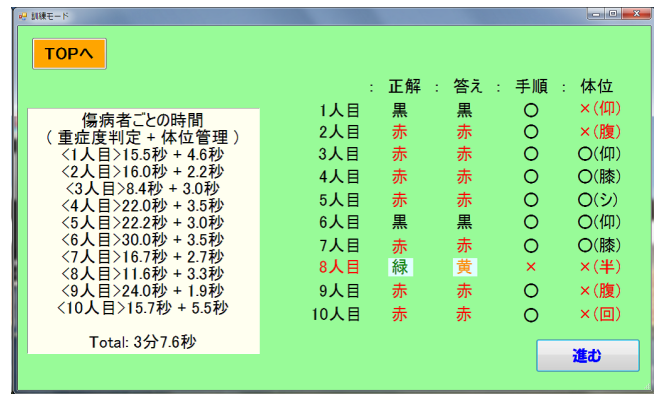 訓練モード
TOPへ
: 正解 : 答え : 手順 : 体位
1人目 黒 黒 〇 ×(仰)
2人目 赤 赤 〇 ×(腹)
3人目 赤 赤 〇 〇(仰)
4人目 赤 赤 〇 〇(膝)
5人目 赤 赤 〇 〇(シ)
6人目 黒 黒 〇 〇(仰)
7人目 赤 赤 〇 〇(膝)
8人目 緑 黄 × ×(半)
9人目 赤 赤 〇 ×(腹)
10人目 赤 赤 〇 ×(回)
傷病者ごとの時間
(重症度判定 + 体位管理)
<1人目>15.5秒 + 4.6秒
<2人目>16.0秒 + 2.2秒
<3人目>8.4秒 + 3.0秒
<4人目>22.0秒 + 3.5秒
<5人目>22.2秒 + 3.0秒
<6人目>30.0秒 + 3.5秒
<7人目>16.7秒 + 2.7秒
<8人目>11.6秒 + 3.3秒
<9人目>24.0秒 + 1.9秒
<10人目>15.7秒 + 5.5秒
Total: 3分7.6秒
進む